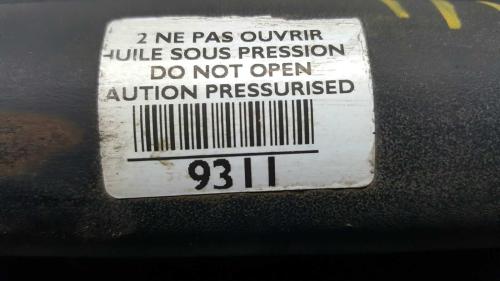 2 NE PAS OUVRIR
HUILE SOUS PRESSION
DO NOT OPEN
AUTION PRESSURISED
9311